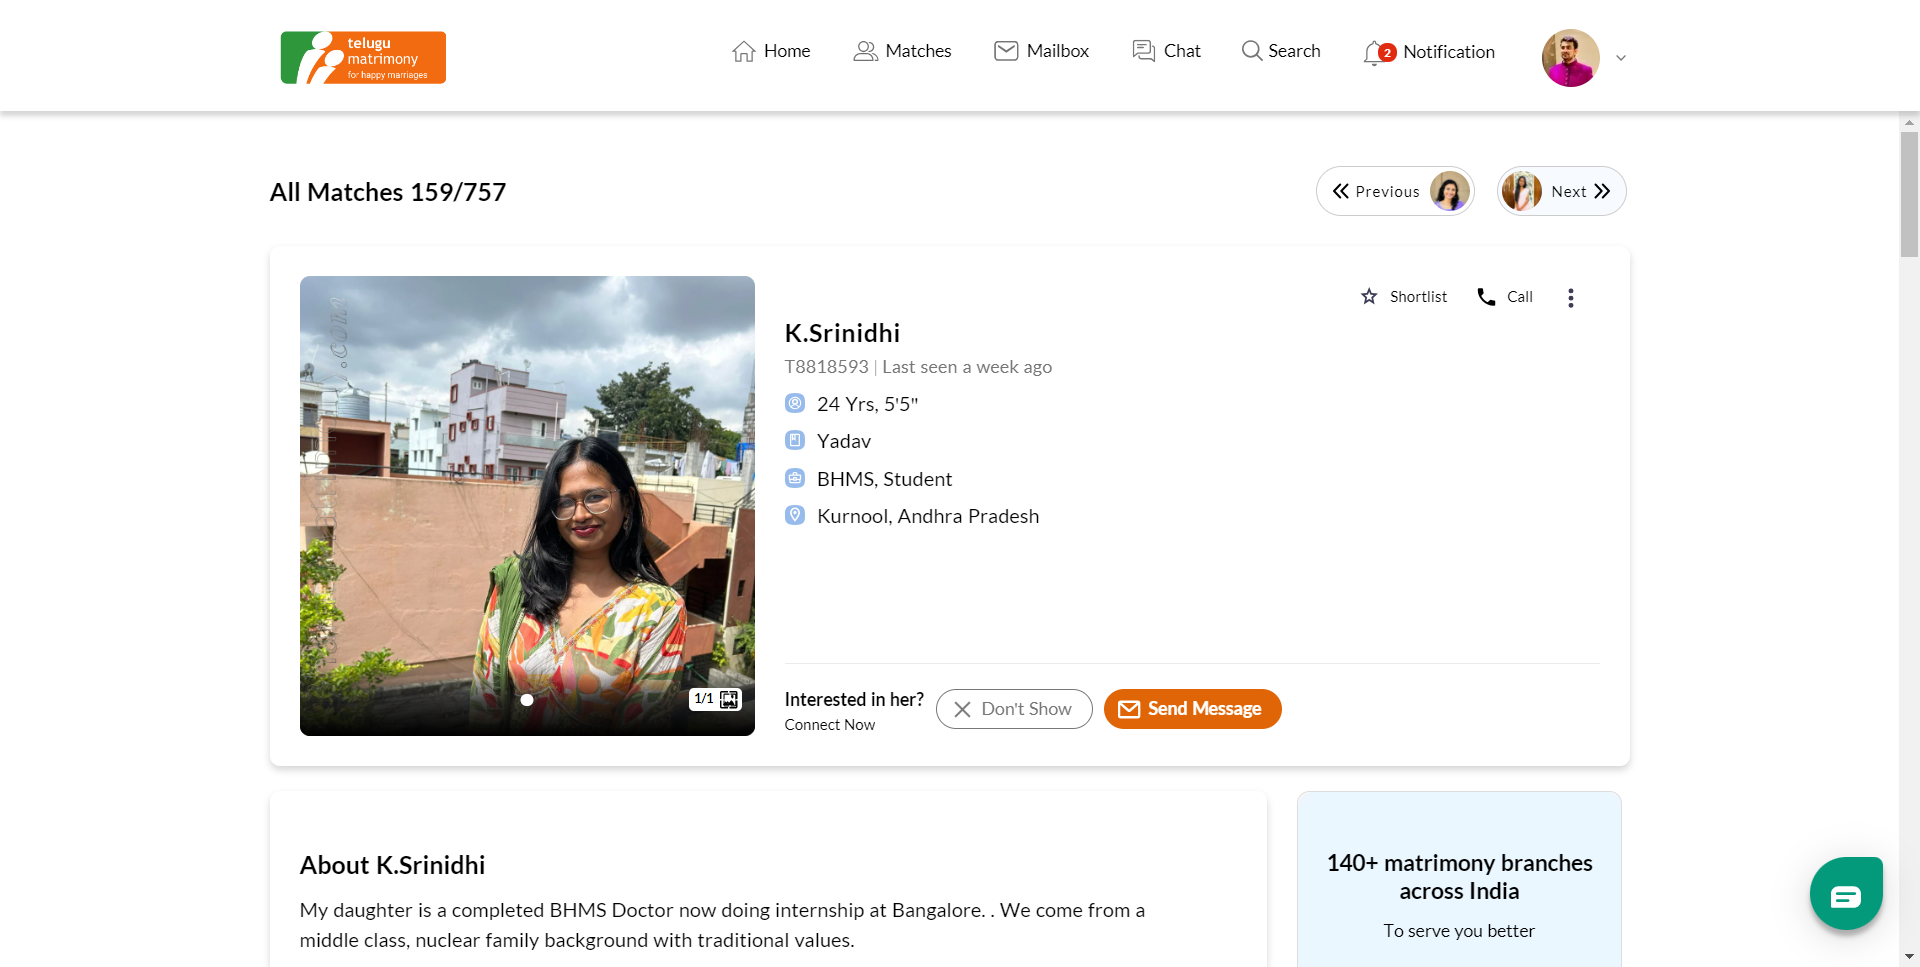 telugu
matrimony
for happy marriages
Home
Matches
Mailbox
Chat
Search
2
Notification
All Matches 159/757
Previous
Next
Shortlist
Call
K.Srinidhi
T8818593 | Last seen a week ago
24 Yrs, 5'5"
Yadav
BHMS, Student
Kurnool, Andhra Pradesh
.com
1/1
Interested in her?
Connect Now
Don't Show
Send Message
About K.Srinidhi
My daughter is a completed BHMS Doctor now doing internship at Bangalore. . We come from a
middle class, nuclear family background with traditional values.
140+ matrimony branches
across India
To serve you better